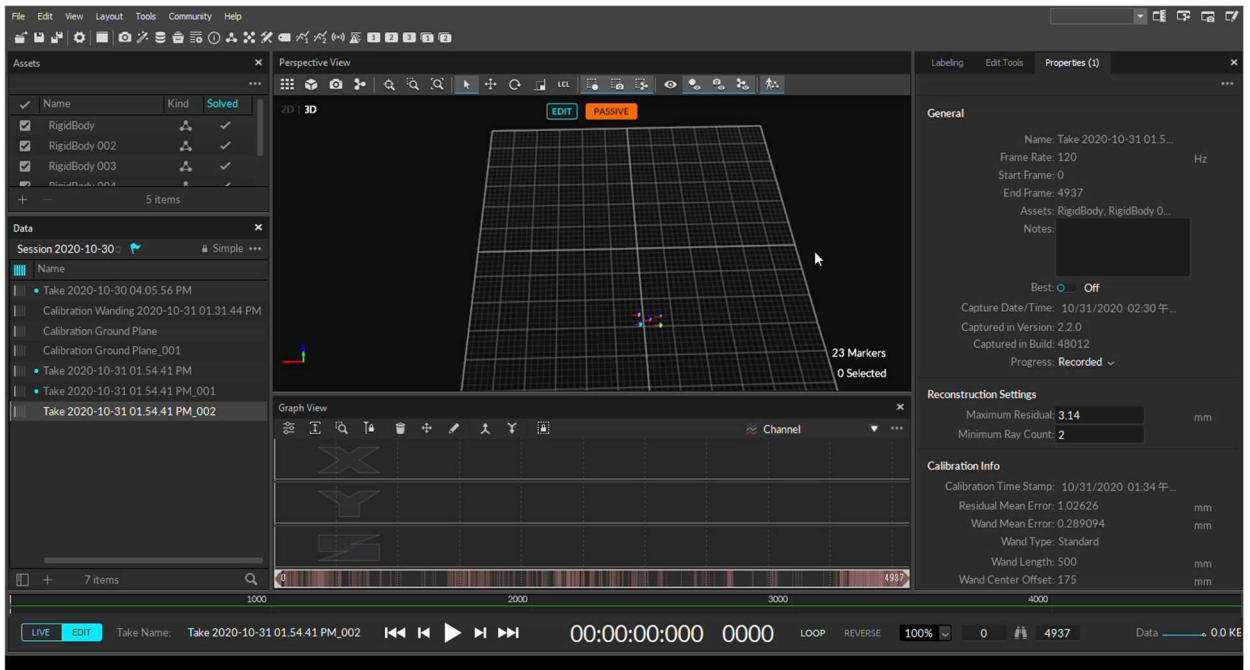 File Edit View Layout Tools Community Help
Assets
Name Kind Solved
RigidBody
RigidBody 002
RigidBody 003
RigidBody 004
5 items
Data
Session 2020-10-30 Simple
Name
Take 2020-10-30 04.05.56 PM
Calibration Wanding 2020-10-31 01.31.44 PM
Calibration Ground Plane
Calibration Ground Plane_001
Take 2020-10-31 01.54.41 PM
Take 2020-10-31 01.54.41 PM_001
Take 2020-10-31 01.54.41 PM_002
7 items
Perspective View
LCL
2D 3D
EDIT PASSIVE
23 Markers
0 Selected
Graph View
Channel
X
Y
Z
0 4937
Labeling Edit Tools Properties (1)
General
Name: Take 2020-10-31 01.5...
Frame Rate: 120 Hz
Start Frame: 0
End Frame: 4937
Assets: RigidBody, RigidBody 0...
Notes:
Best: Off
Capture Date/Time: 10/31/2020 02:30 午...
Captured in Version: 2.2.0
Captured in Build: 48012
Progress: Recorded
Reconstruction Settings
Maximum Residual: 3.14 mm
Minimum Ray Count: 2
Calibration Info
Calibration Time Stamp: 10/31/2020 01:34 午...
Residual Mean Error: 1.02626 mm
Wand Mean Error: 0.289094 mm
Wand Type: Standard
Wand Length: 500 mm
Wand Center Offset: 175 mm
1000 2000 3000 4000
LIVE EDIT Take Name: Take 2020-10-31 01.54.41 PM_002 00:00:00:000 0000 LOOP REVERSE 100% 0 4937 Data 0.0 KE